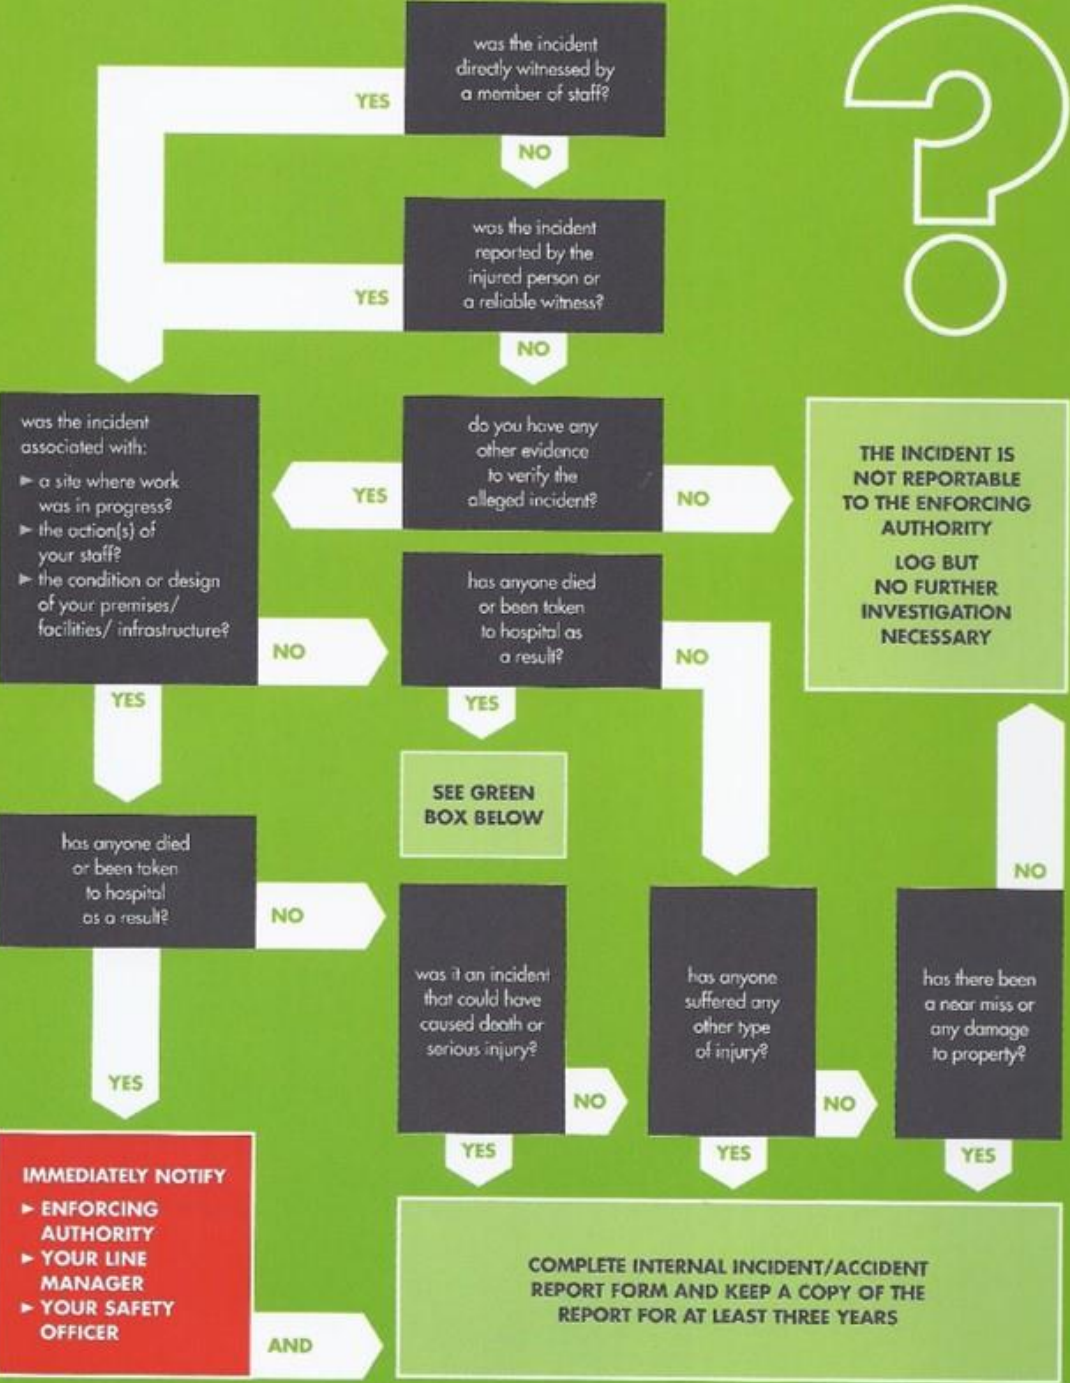 was the incident
directly witnessed by
a member of staff?
YES
NO
was the incident
reported by the
injured person or
a reliable witness?
YES
NO
was the incident
associated with:
► a site where work
was in progress?
► the action(s) of
your staff?
► the condition or design
of your premises/
facilities/ infrastructure?
NO
YES
do you have any
other evidence
to verify the
alleged incident?
YES
NO
THE INCIDENT IS
NOT REPORTABLE
TO THE ENFORCING
AUTHORITY
LOG BUT
NO FURTHER
INVESTIGATION
NECESSARY
has anyone died
or been taken
to hospital as
a result?
NO
YES
SEE GREEN
BOX BELOW
has anyone died
or been taken
to hospital
as a result?
NO
YES
was it an incident
that could have
caused death or
serious injury?
NO
YES
has anyone
suffered any
other type
of injury?
NO
YES
NO
has there been
a near miss or
any damage
to property?
YES
IMMEDIATELY NOTIFY
► ENFORCING
AUTHORITY
► YOUR LINE
MANAGER
► YOUR SAFETY
OFFICER
AND
COMPLETE INTERNAL INCIDENT/ACCIDENT
REPORT FORM AND KEEP A COPY OF THE
REPORT FOR AT LEAST THREE YEARS
?